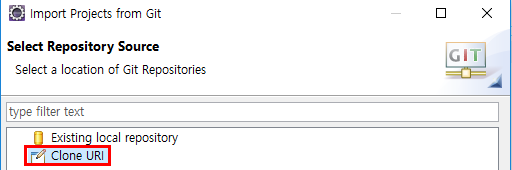 Import Projects from Git
Select Repository Source
Select a location of Git Repositories
GIT
type filter text
Existing local repository
Clone URI